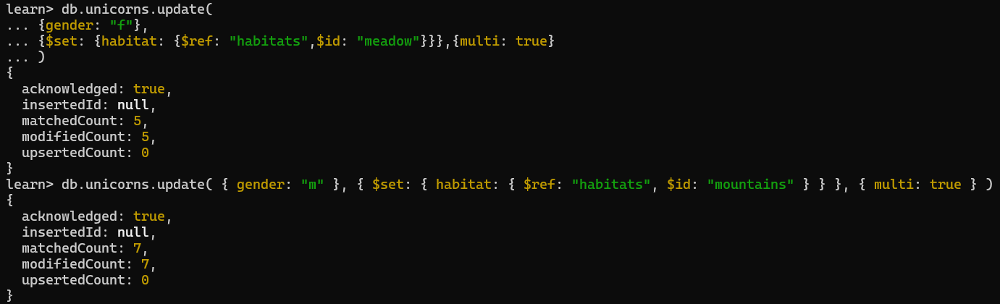 learn> db.unicorns.update(
... {gender: "f"},
... {$set: {habitat: {$ref: "habitats",$id: "meadow"}}},{multi: true}
... )
{
  acknowledged: true,
  insertedId: null,
  matchedCount: 5,
  modifiedCount: 5,
  upsertedCount: 0
}
learn> db.unicorns.update( { gender: "m" }, { $set: { habitat: { $ref: "habitats", $id: "mountains" } } }, { multi: true } )
{
  acknowledged: true,
  insertedId: null,
  matchedCount: 7,
  modifiedCount: 7,
  upsertedCount: 0
}